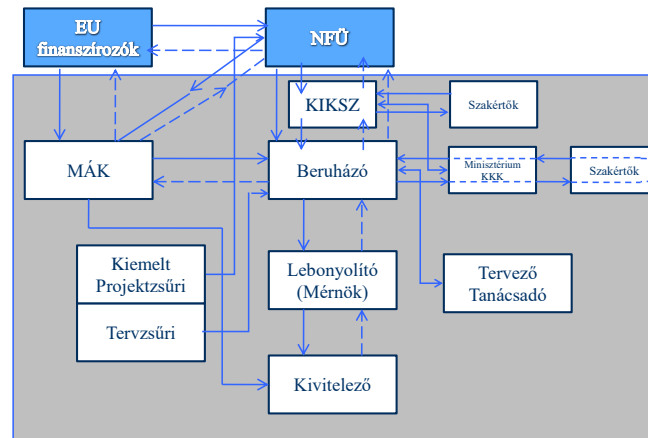 EU
finanszírozók
NFÜ
KIKSZ
Szakértők
MÁK
Beruházó
Minisztérium
KKK
Szakértők
Kiemelt
Projektzsűri
Lebonyolító
(Mérnök)
Tervező
Tanácsadó
Tervzsűri
Kivitelező